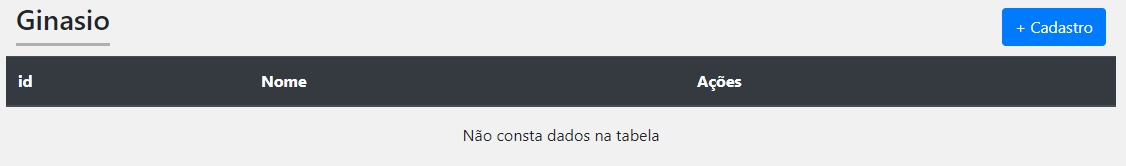 Ginasio
+ Cadastro
id Nome Ações
Não consta dados na tabela